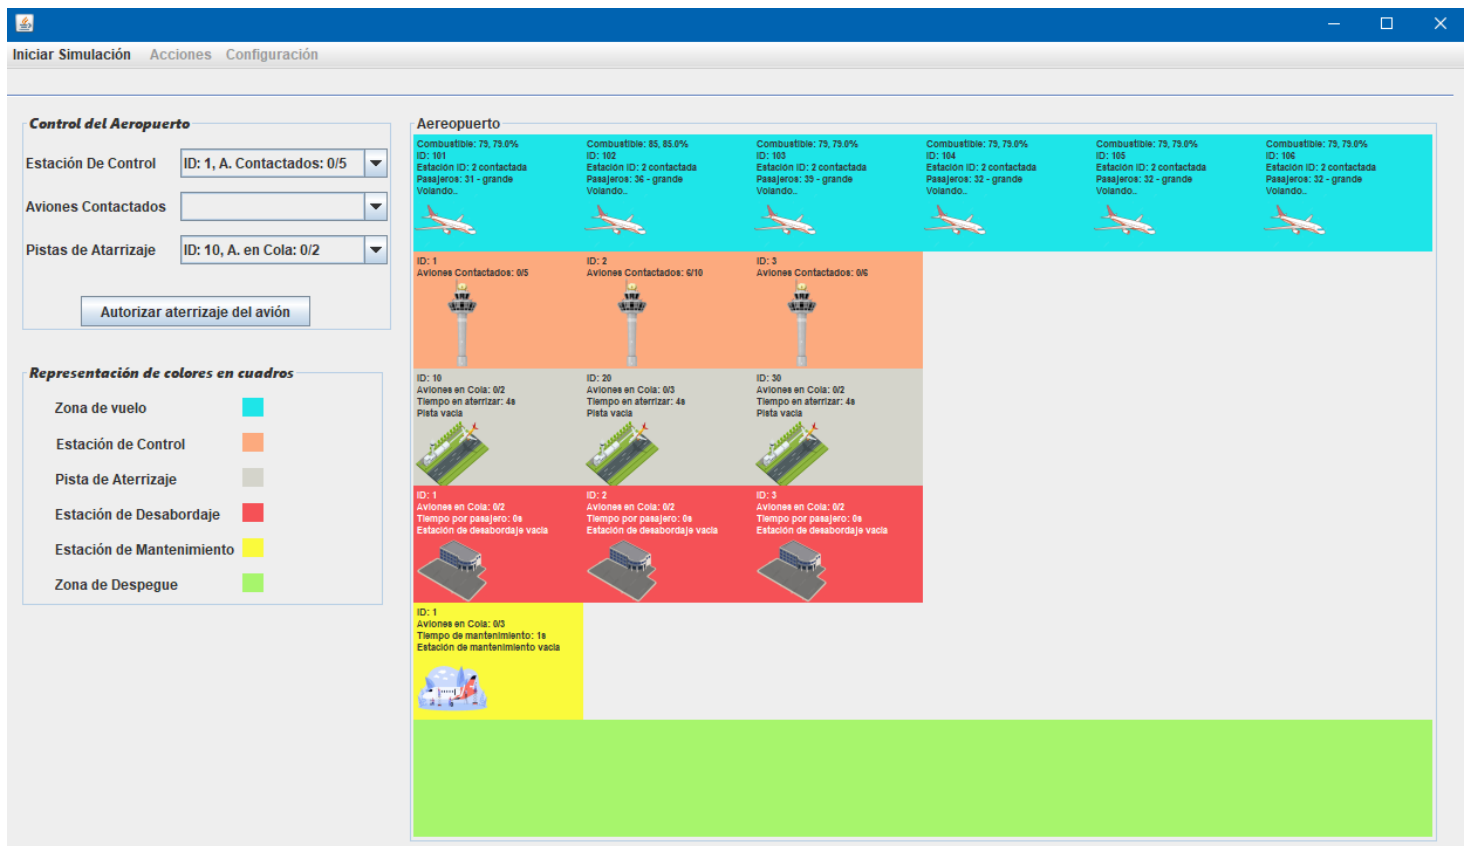 Iniciar Simulación Acciones Configuración
Control del Aeropuerto
Estación De Control ID: 1, A. Contactados: 0/5
Aviones Contactados
Pistas de Atarrizaje ID: 10, A. en Cola: 0/2
Autorizar aterrizaje del avión
Representación de colores en cuadros
Zona de vuelo
Estación de Control
Pista de Aterrizaje
Estación de Desabordaje
Estación de Mantenimiento
Zona de Despegue
Aereopuerto
Combustible: 79, 79.0%
ID: 101
Estación ID: 2 contactada
Pasajeros: 31 - grande
Volando..
Combustible: 85, 85.0%
ID: 102
Estación ID: 2 contactada
Pasajeros: 36 - grande
Volando..
Combustible: 79, 79.0%
ID: 103
Estación ID: 2 contactada
Pasajeros: 39 - grande
Volando..
Combustible: 79, 79.0%
ID: 104
Estación ID: 2 contactada
Pasajeros: 32 - grande
Volando..
Combustible: 79, 79.0%
ID: 105
Estación ID: 2 contactada
Pasajeros: 32 - grande
Volando..
Combustible: 79, 79.0%
ID: 106
Estación ID: 2 contactada
Pasajeros: 32 - grande
Volando..
ID: 1
Aviones Contactados: 0/5
ID: 2
Aviones Contactados: 6/10
ID: 3
Aviones Contactados: 0/6
ID: 10
Aviones en Cola: 0/2
Tiempo en aterrizar: 4s
Pista vacia
ID: 20
Aviones en Cola: 0/3
Tiempo en aterrizar: 4s
Pista vacia
ID: 30
Aviones en Cola: 0/2
Tiempo en aterrizar: 4s
Pista vacia
ID: 1
Aviones en Cola: 0/2
Tiempo por pasajero: 0s
Estación de desabordaje vacia
ID: 2
Aviones en Cola: 0/2
Tiempo por pasajero: 0s
Estación de desabordaje vacia
ID: 3
Aviones en Cola: 0/2
Tiempo por pasajero: 0s
Estación de desabordaje vacia
ID: 1
Aviones en Cola: 0/3
Tiempo de mantenimiento: 1s
Estación de mantenimiento vacia